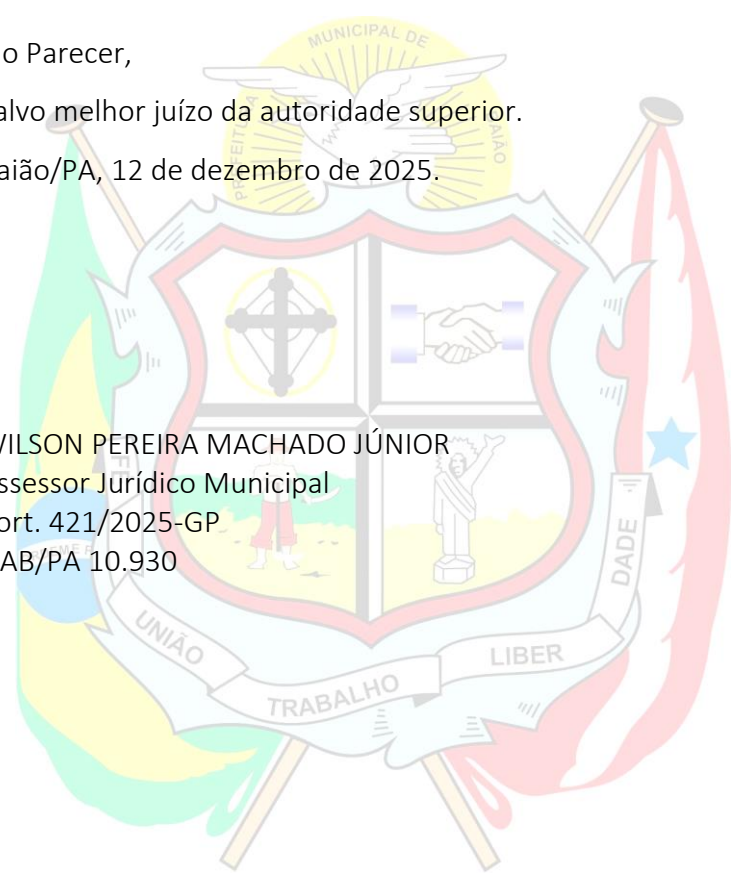 o Parecer,
alvo melhor juízo da autoridade superior.
aião/PA, 12 de dezembro de 2025.
VILSON PEREIRA MACHADO JÚNIOR
ssessor Jurídico Municipal
ort. 421/2025-GP
AB/PA 10.930
MUNICIPAL DE
UNIÃO
TRABALHO
LIBER
DADE